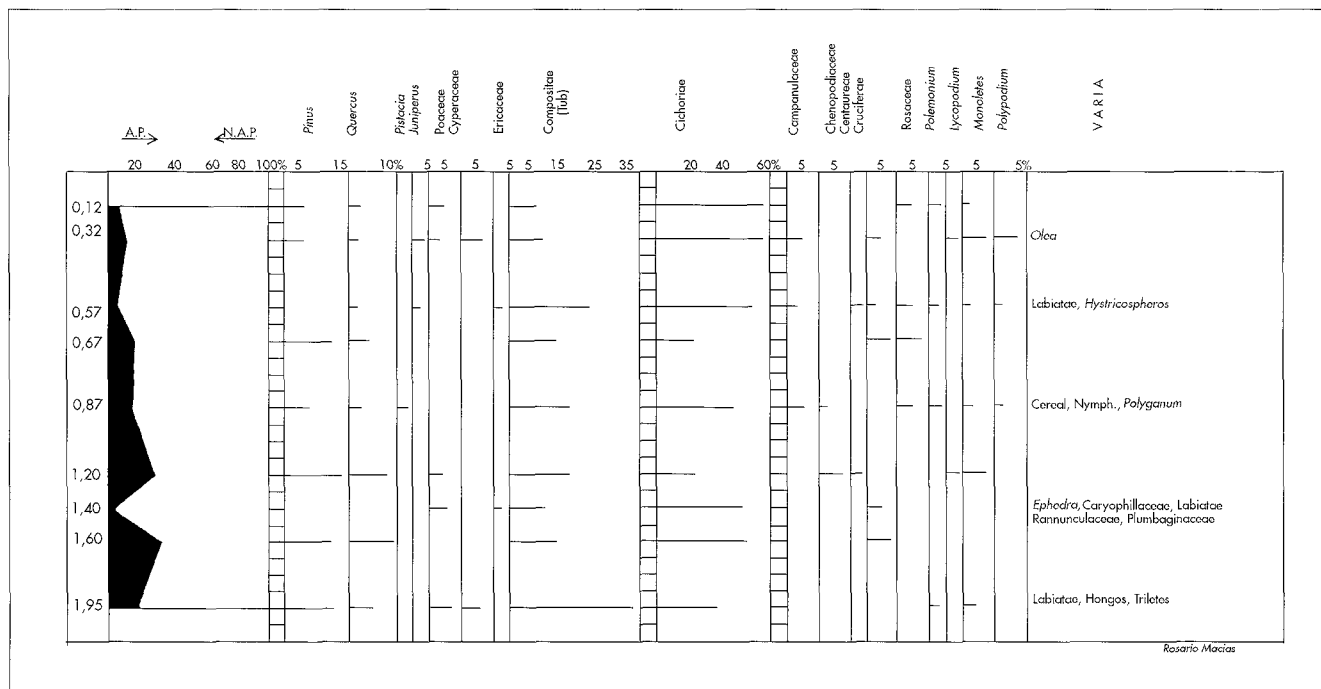 A.P.
N.A.P.
Pinus
Quercus
Pistacia
Juniperus
Poaceae
Cyperaceae
Ericaceae
Compositae
(Tub)
Cichoriae
Campanulaceae
Chenopodiaceae
Centaurece
Cruciferae
Rosaceae
Polemonium
Lycopodium
Monoletes
Polypodium
VARIA
20 40 60 80 100% 5 15 10% 5 5 5 5 5 15 25 35 20 60% 5 5 5 5 5 5 5%
0,12
0,32 Olea
0,57 Labiatae, Hystricospheros
0,67
0,87 Cereal, Nymph., Polyganum
1,20
1,40 Ephedra, Caryophillaceae, Labiatae
Rannunculaceae, Plumbaginaceae
1,60
1,95 Labiatae, Hongos, Triletes
Rosario Macias